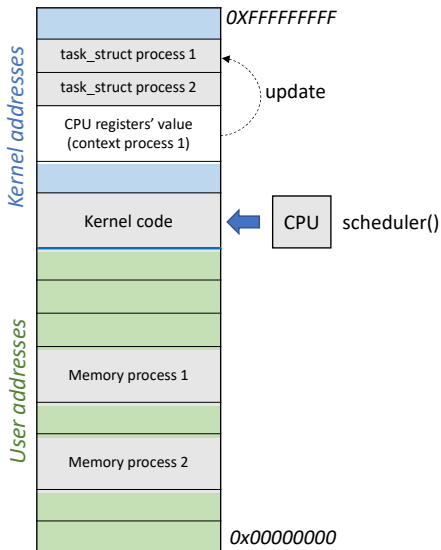 0XFFFFFFFFF
task_struct process 1
task_struct process 2
update
CPU registers’ value
(context process 1)
Kernel addresses
Kernel code
CPU
scheduler()
User addresses
Memory process 1
Memory process 2
0x00000000